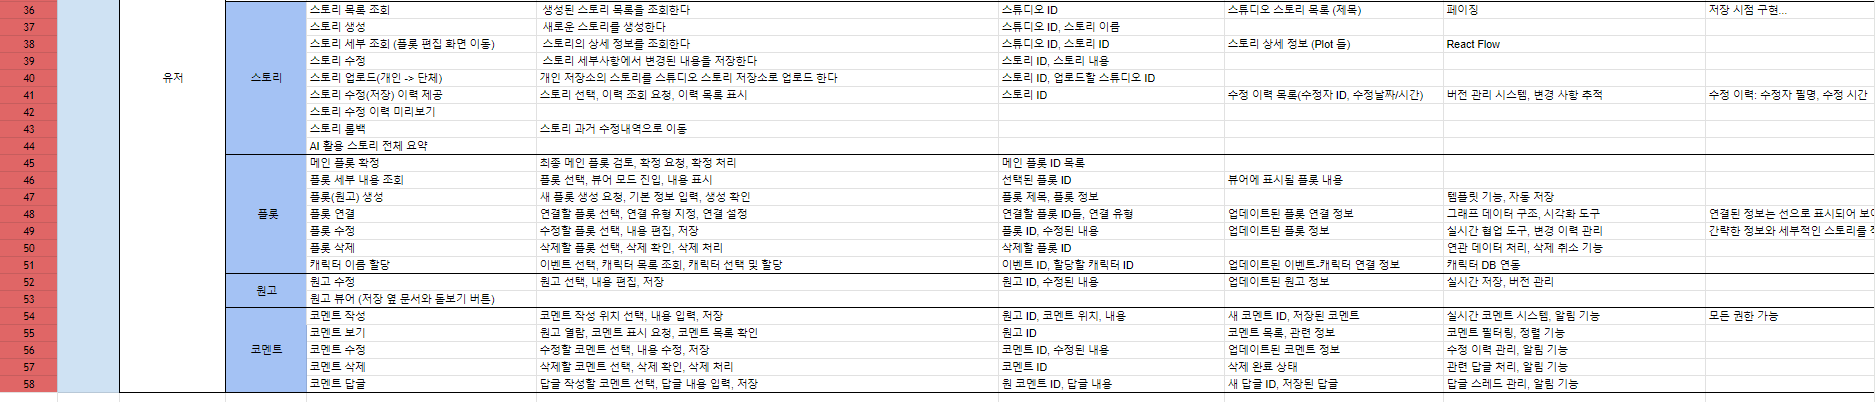 36 스토리 목록 조회 생성된 스토리 목록을 조회한다 스튜디오 ID 스튜디오 스토리 목록 (제목) 페이징 저장 시점 구현...
37 스토리 생성 새로운 스토리를 생성한다 스튜디오 ID, 스토리 이름
38 스토리 세부 조회 (플롯 편집 화면 이동) 스토리의 상세 정보를 조회한다 스튜디오 ID, 스토리 ID 스토리 상세 정보 (Plot 들) React Flow
39 스토리 수정 스토리 세부사항에서 변경된 내용을 저장한다 스토리 ID, 스토리 내용
40 유저 스토리 스토리 업로드(개인 -> 단체) 개인 저장소의 스토리를 스튜디오 스토리 저장소로 업로드 한다 스토리 ID, 업로드할 스튜디오 ID
41 스토리 수정(저장) 이력 제공 스토리 선택, 이력 조회 요청, 이력 목록 표시 스토리 ID 수정 이력 목록(수정자 ID, 수정날짜/시간) 버전 관리 시스템, 변경 사항 추적 수정 이력: 수정자 필명, 수정 시간
42 스토리 수정 이력 미리보기
43 스토리 롤백 스토리 과거 수정내역으로 이동
44 AI 활용 스토리 전체 요약
45 메인 플롯 확정 최종 메인 플롯 검토, 확정 요청, 확정 처리 메인 플롯 ID 목록
46 플롯 세부 내용 조회 플롯 선택, 뷰어 모드 진입, 내용 표시 선택된 플롯 ID 뷰어에 표시될 플롯 내용
47 플롯(원고) 생성 새 플롯 생성 요청, 기본 정보 입력, 생성 확인 플롯 제목, 플롯 정보 템플릿 기능, 자동 저장
48 플롯 플롯 연결 연결할 플롯 선택, 연결 유형 지정, 연결 설정 연결할 플롯 ID들, 연결 유형 업데이트된 플롯 연결 정보 그래프 데이터 구조, 시각화 도구 연결된 정보는 선으로 표시되어 보여
49 플롯 수정 수정할 플롯 선택, 내용 편집, 저장 플롯 ID, 수정된 내용 업데이트된 플롯 정보 실시간 협업 도구, 변경 이력 관리 간략한 정보와 세부적인 스토리를
50 플롯 삭제 삭제할 플롯 선택, 삭제 확인, 삭제 처리 삭제할 플롯 ID 연관 데이터 처리, 삭제 취소 기능
51 캐릭터 이름 할당 이벤트 선택, 캐릭터 목록 조회, 캐릭터 선택 및 할당 이벤트 ID, 할당할 캐릭터 ID 업데이트된 이벤트-캐릭터 연결 정보 캐릭터 DB 연동
52 원고 원고 수정 원고 선택, 내용 편집, 저장 원고 ID, 수정된 내용 업데이트된 원고 정보 실시간 저장, 버전 관리
53 원고 뷰어 (저장 옆 문서와 돋보기 버튼)
54 코멘트 작성 코멘트 작성 위치 선택, 내용 입력, 저장 원고 ID, 코멘트 위치, 내용 새 코멘트 ID, 저장된 코멘트 실시간 코멘트 시스템, 알림 기능 모든 권한 가능
55 코멘트 보기 원고 열람, 코멘트 표시 요청, 코멘트 목록 확인 원고 ID 코멘트 목록, 관련 정보 코멘트 필터링, 정렬 기능
56 코멘트 코멘트 수정 수정할 코멘트 선택, 내용 수정, 저장 코멘트 ID, 수정된 내용 업데이트된 코멘트 정보 수정 이력 관리, 알림 기능
57 코멘트 삭제 삭제할 코멘트 선택, 삭제 확인, 삭제 처리 코멘트 ID 삭제 완료 상태 관련 답글 처리, 알림 기능
58 코멘트 답글 답글 작성할 코멘트 선택, 답글 내용 입력, 저장 원 코멘트 ID, 답글 내용 새 답글 ID, 저장된 답글 답글 스레드 관리, 알림 기능